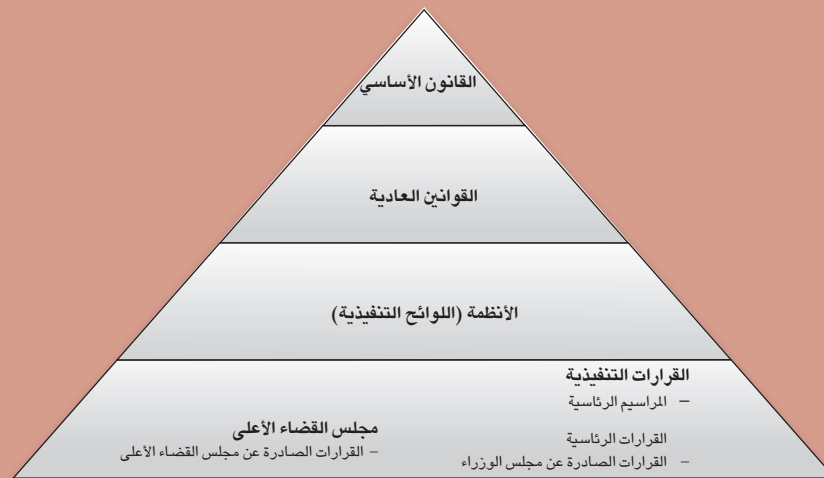 القانون الأساسي
القوانين العادية
الأنظمة (اللوائح التنفيذية)
القرارات التنفيذية
– المراسيم الرئاسية
القرارات الرئاسية
– القرارات الصادرة عن مجلس الوزراء
مجلس القضاء الأعلى
– القرارات الصادرة عن مجلس القضاء الأعلى